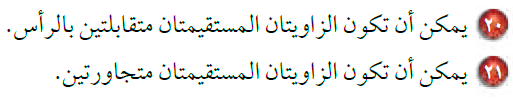 ٢٠ يمكن أن تكون الزاويتان المستقيمتان متقابلتين بالرأس.
٢١ يمكن أن تكون الزاويتان المستقيمتان متجاورتين.